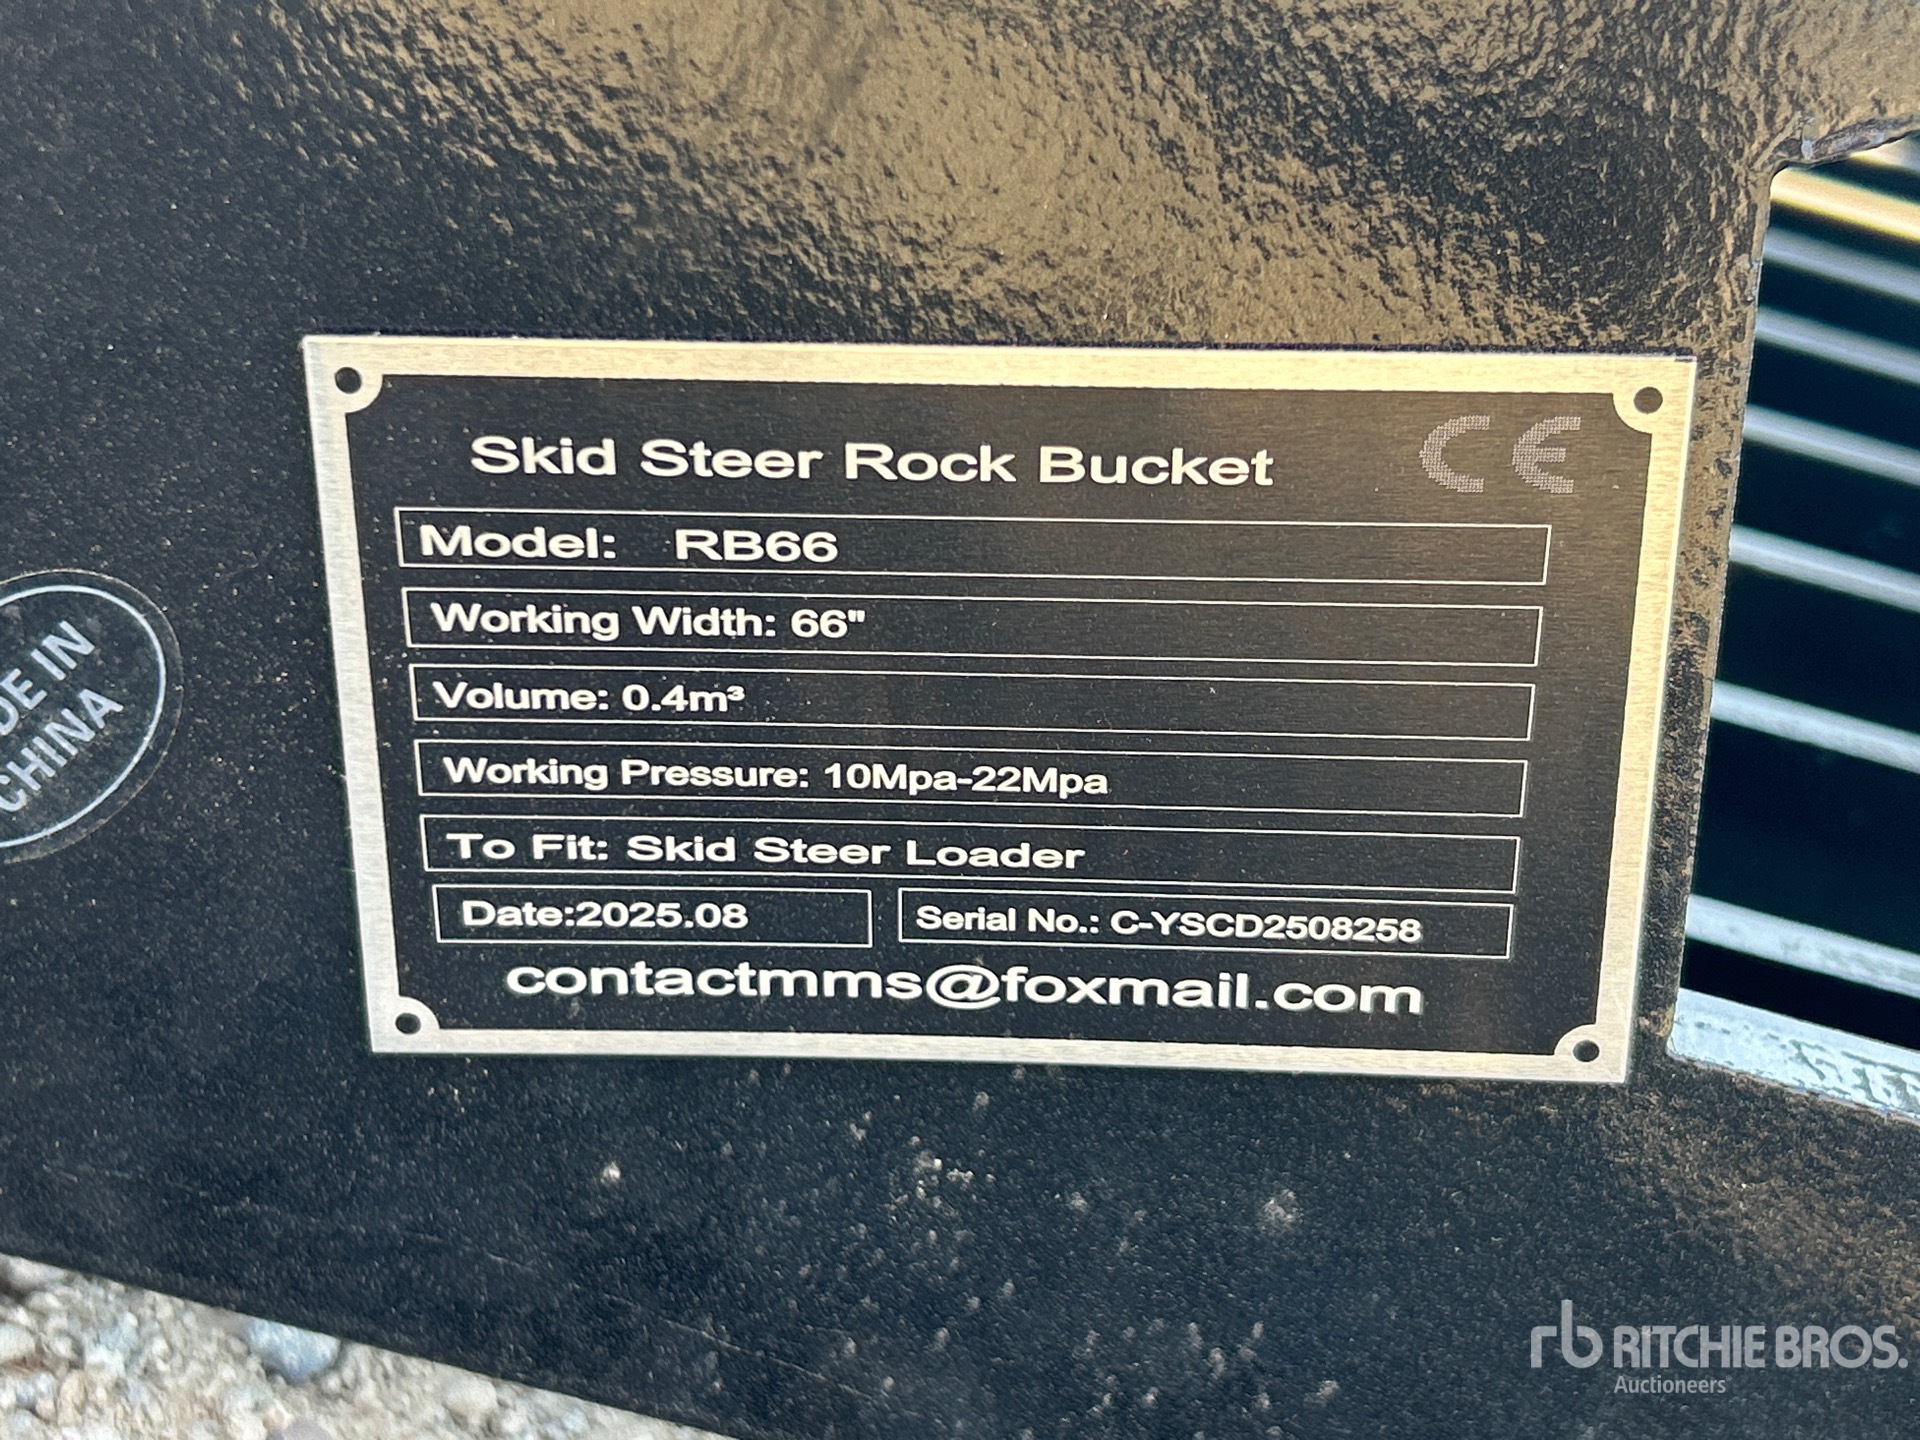 Skid Steer Rock Bucket CE
Model: RB66
Working Width: 66"
Volume: 0.4m³
Working Pressure: 10Mpa-22Mpa
To Fit: Skid Steer Loader
Date:2025.08 Serial No.: C-YSCD2508258
contactmms@foxmail.com
IN
CHINA
rb RITCHIE BROS.
Auctioneers